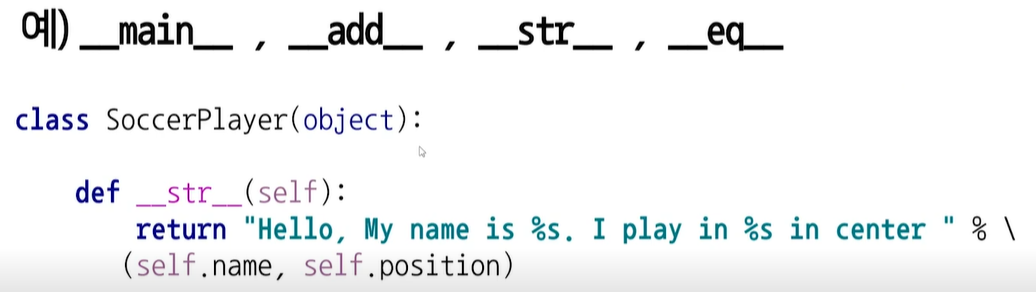 예) __main__ , __add__ , __str__ , __eq__
class SoccerPlayer(object):
def __str__(self):
return "Hello, My name is %s. I play in %s in center " % \
(self.name, self.position)